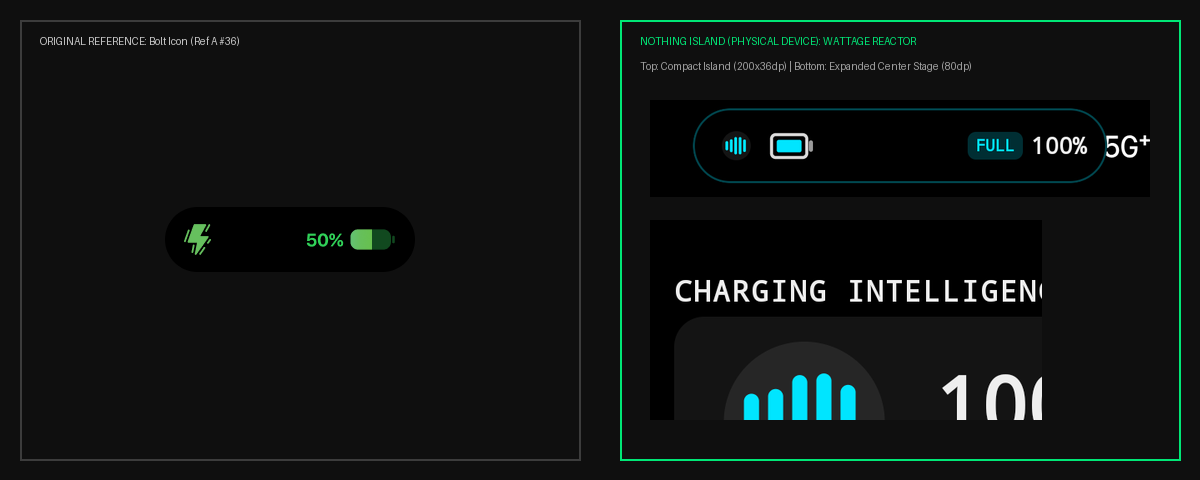 ORIGINAL REFERENCE: Bolt Icon (Ref A #36)
50%
NOTHING ISLAND (PHYSICAL DEVICE): WATTAGE REACTOR
Top: Compact Island (200x36dp) | Bottom: Expanded Center Stage (80dp)
FULL 100% 5G+
CHARGING